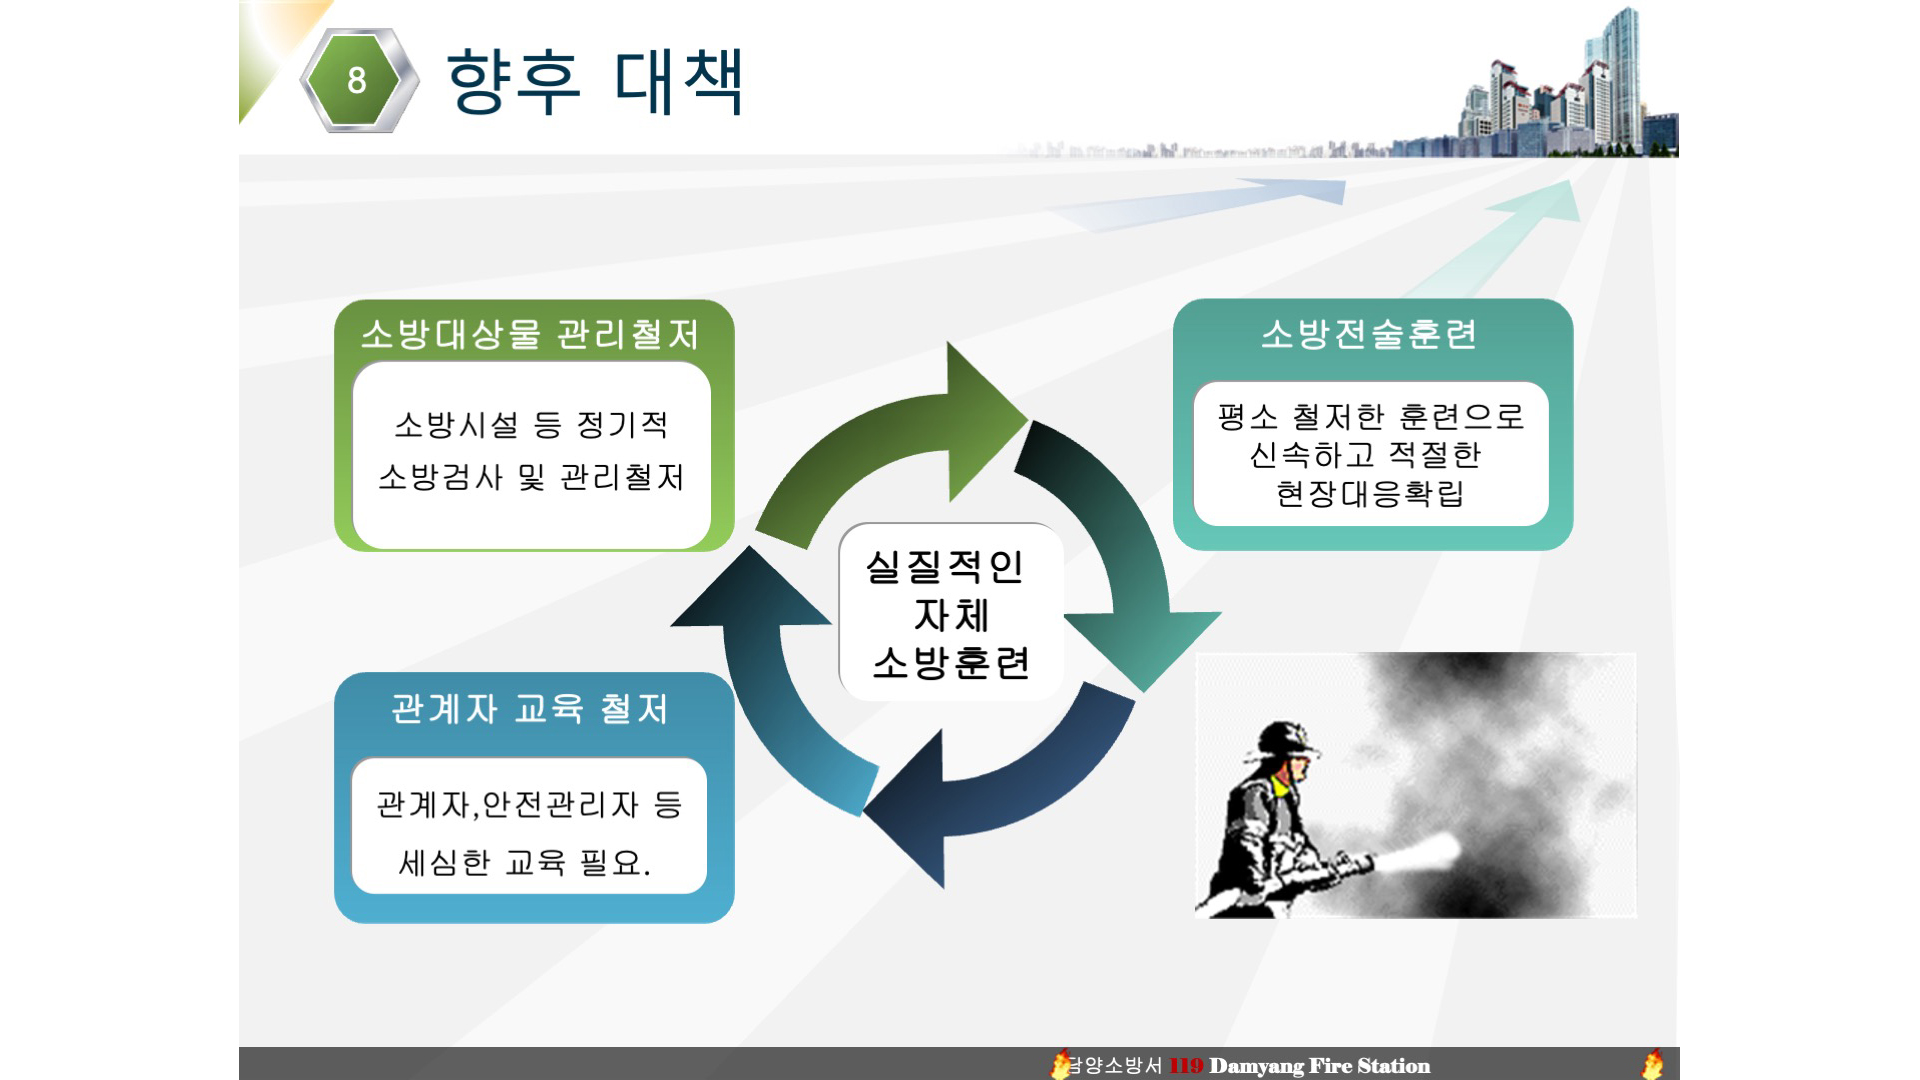 8
향후 대책
소방대상물 관리철저
소방시설 등 정기적
소방검사 및 관리철저
소방전술훈련
평소 철저한 훈련으로
신속하고 적절한
현장대응확립
실질적인
자체
소방훈련
관계자 교육 철저
관계자,안전관리자 등
세심한 교육 필요.
담양소방서 119 Damyang Fire Station